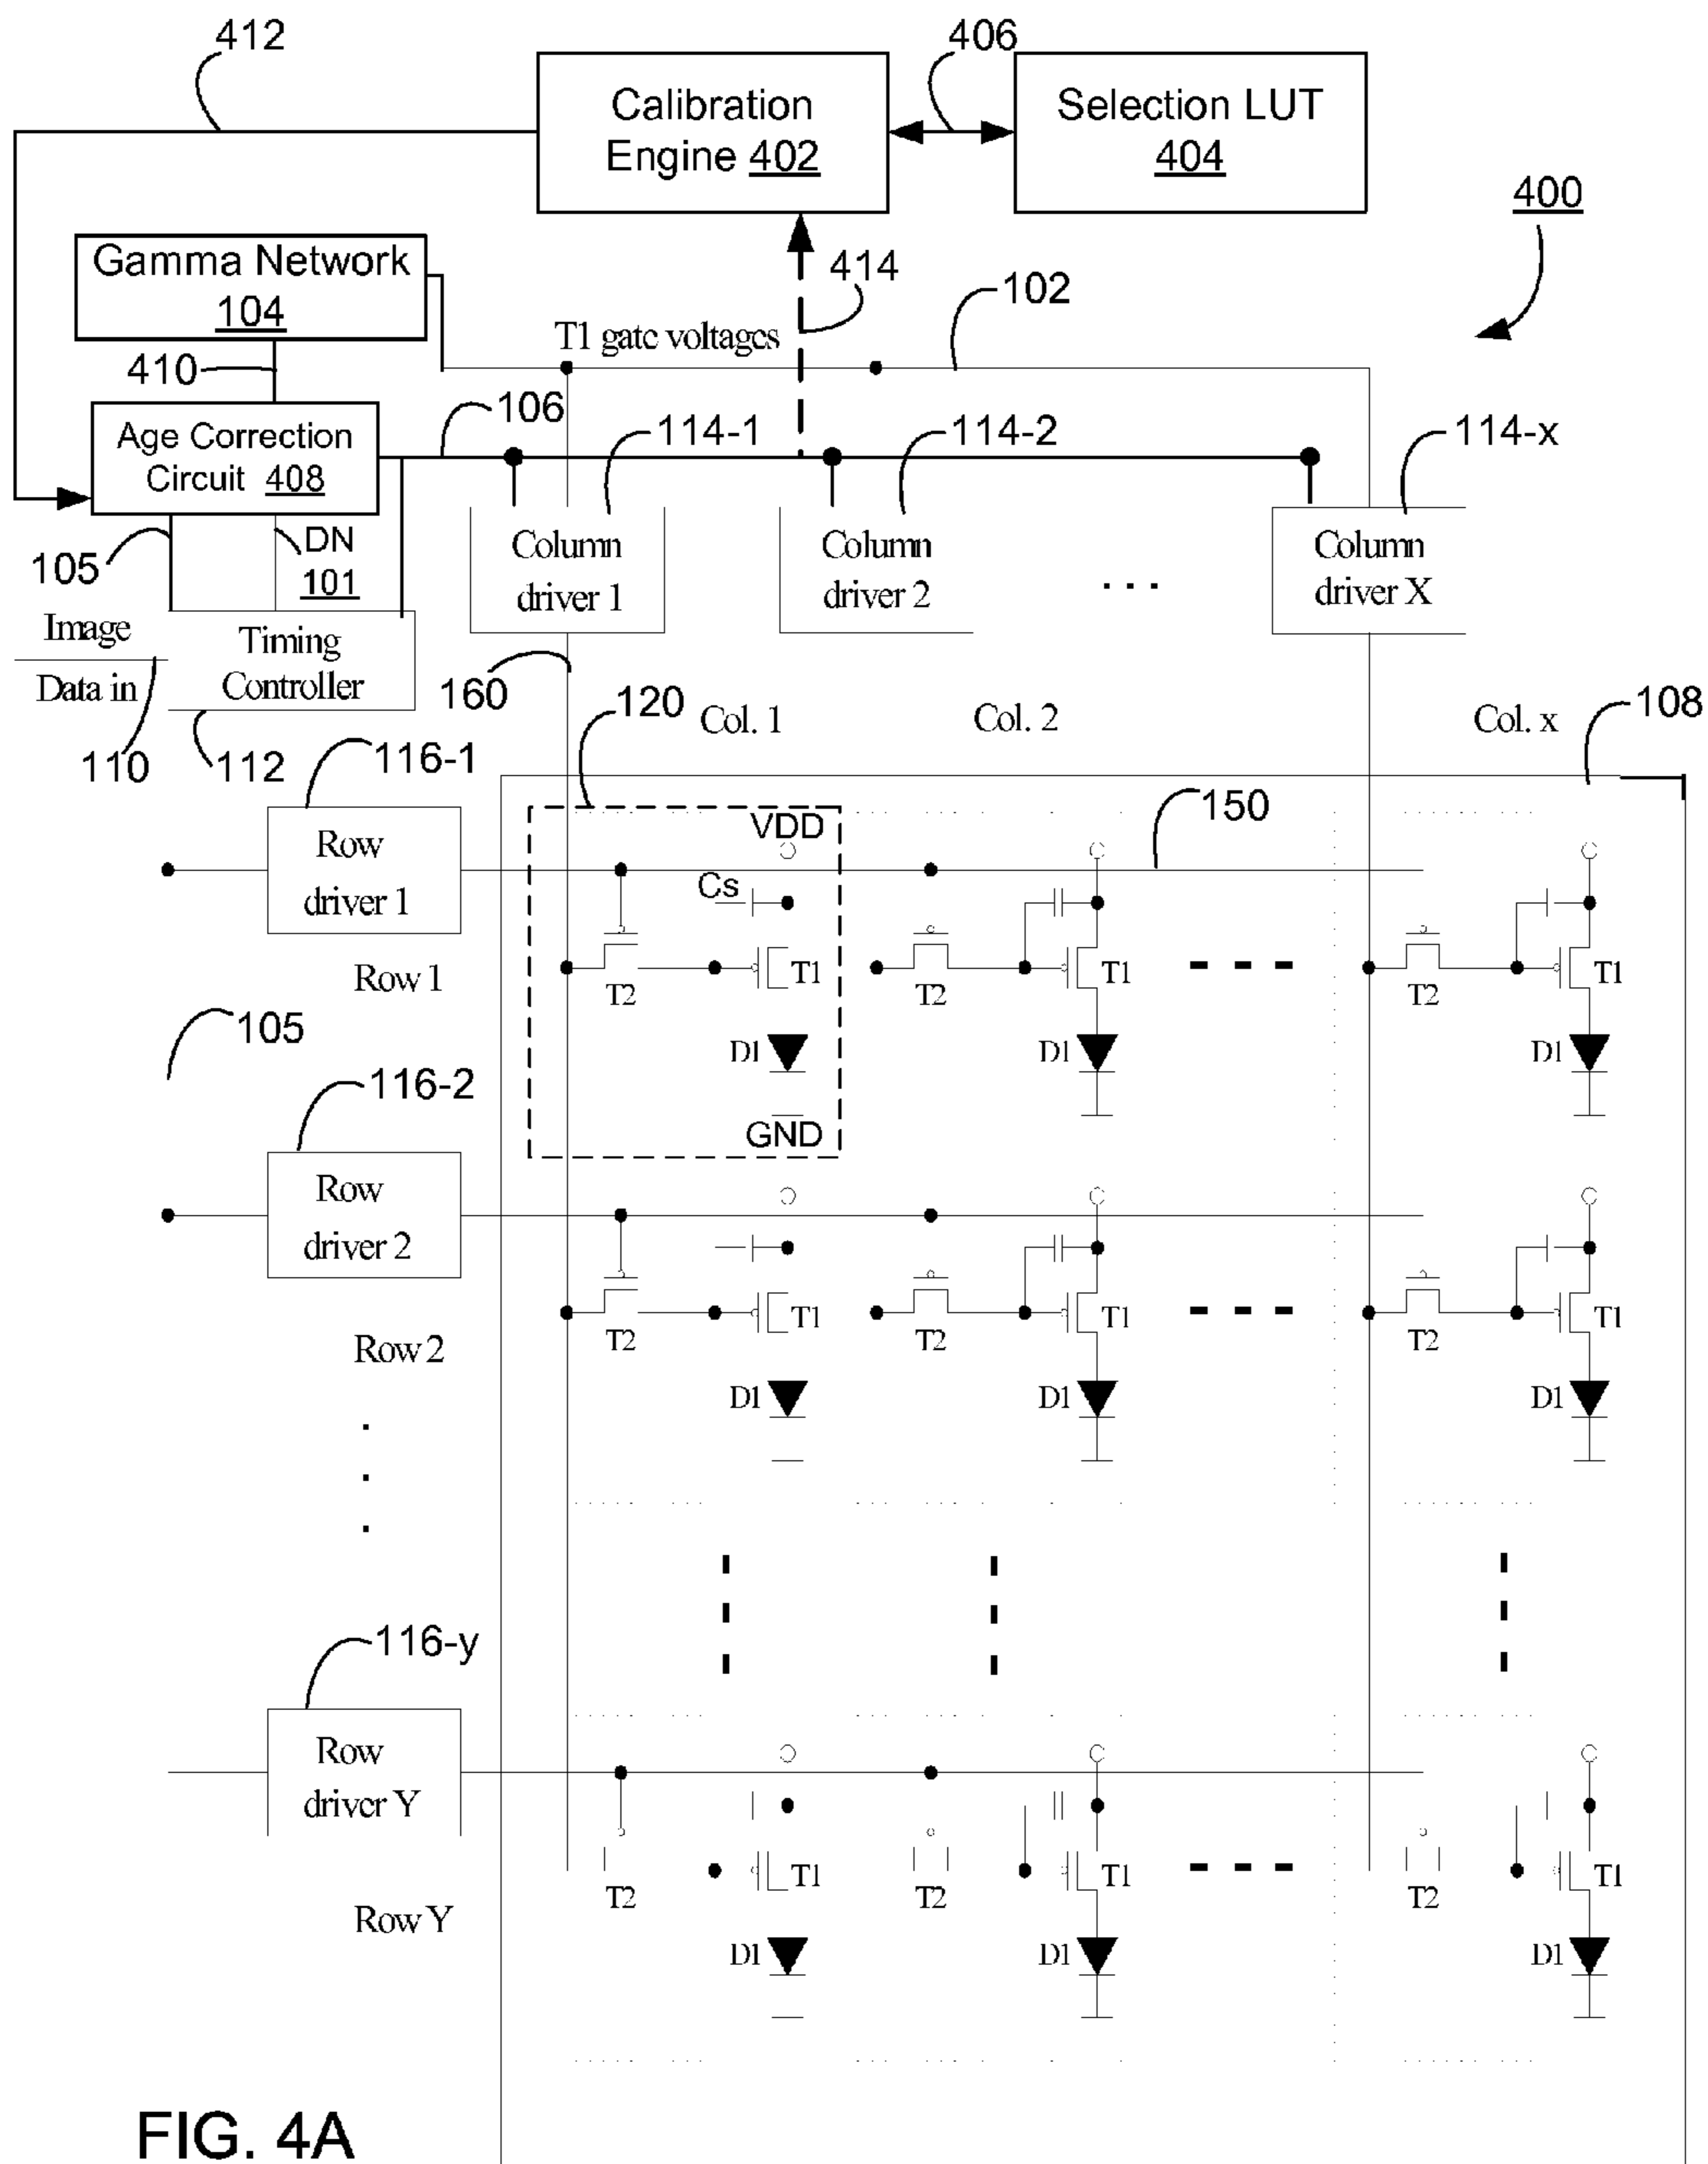 412
406
Calibration
Engine 402
Selection LUT
404
400
Gamma Network
104
414
102
T1 gate voltages
410
106
114-1
114-2
114-x
Age Correction
Circuit 408
105
DN
101
Column
driver 1
Column
driver 2
. . .
Column
driver X
Image
Data in
Timing
Controller
160
120
Col. 1
Col. 2
Col. x
108
110
112
116-1
150
Row
driver 1
VDD
Cs
Row 1
T2
T1
T2
T1
T2
T1
105
D1
D1
D1
116-2
GND
Row
driver 2
T2
T1
T2
T1
T2
T1
Row 2
D1
D1
D1
116-y
Row
driver Y
T2
T1
T2
T1
T2
T1
Row Y
D1
D1
D1
FIG. 4A